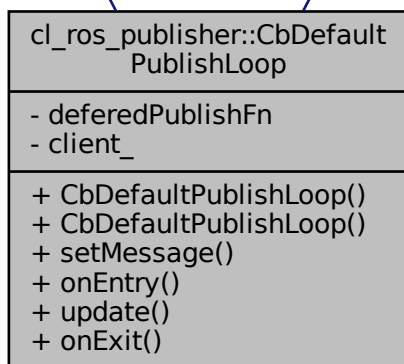 cl_ros_publisher::CbDefault
PublishLoop
- deferedPublishFn
- client_
+ CbDefaultPublishLoop()
+ CbDefaultPublishLoop()
+ setMessage()
+ onEntry()
+ update()
+ onExit()